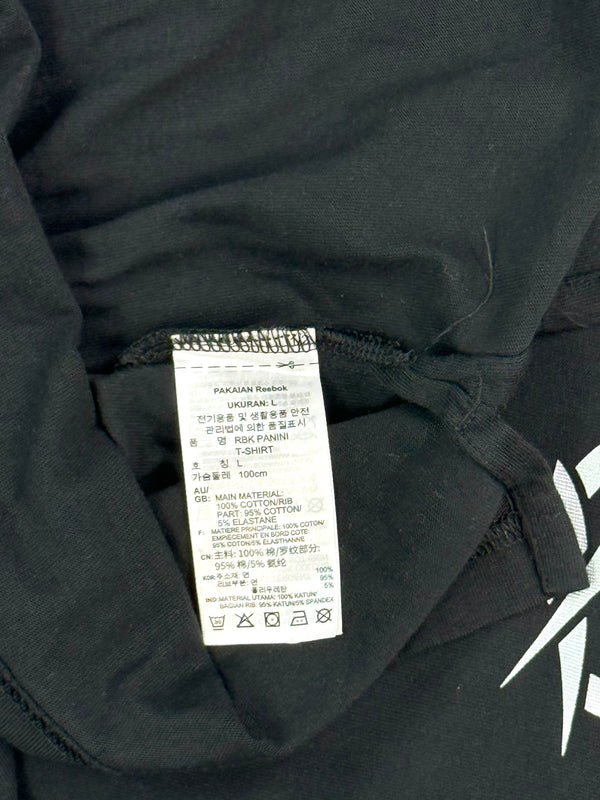 PAKAIAN Reebok
UKURAN: L
전기용품 및 생활용품 안전
관리법에 의한 품질표시
품 명 RBK PANINI
T-SHIRT
호 칭 L
가슴둘레 100cm
AU/
GB: MAIN MATERIAL:
100% COTTON/RIB
PART: 95% COTTON/
5% ELASTANE
F: MATIERE PRINCIPALE: 100% COTON/
EMPIECEMENT EN BORD COTE:
95% COTON/5% ELASTHANNE
CN: 主料: 100% 棉/罗纹部分:
95% 棉/5% 氨纶
KOR: 주소재: 면 100%
리브부분: 면 95%
폴리우레탄 5%
IND: MATERIAL UTAMA: 100% KATUN/
BAGIAN RIB: 95% KATUN/5% SPANDEX